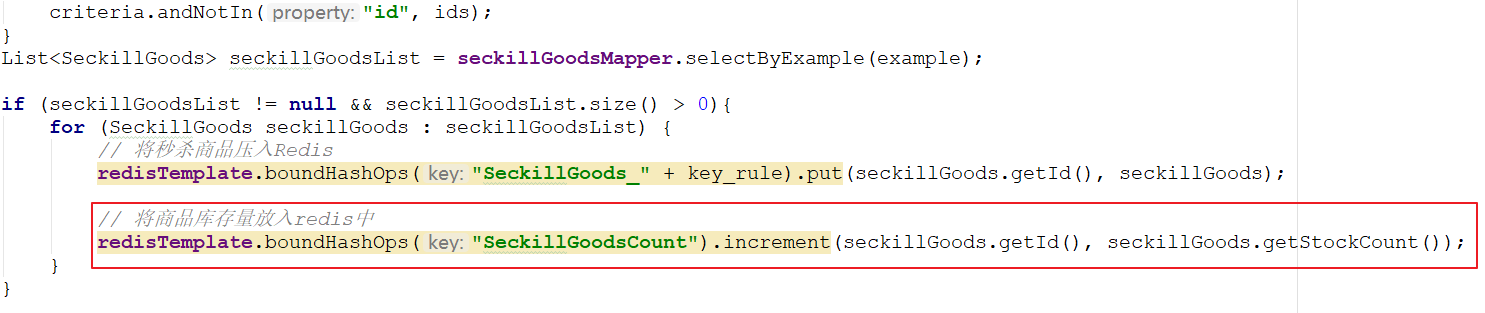 criteria.andNotIn( property: "id", ids);
}
List<SeckillGoods> seckillGoodsList = seckillGoodsMapper.selectByExample(example);
if (seckillGoodsList != null && seckillGoodsList.size() > 0){
for (SeckillGoods seckillGoods : seckillGoodsList) {
// 将秒杀商品压入Redis
redisTemplate.boundHashOps( key: "SeckillGoods_" + key_rule).put(seckillGoods.getId(), seckillGoods);
// 将商品库存量放入redis中
redisTemplate.boundHashOps( key: "SeckillGoodsCount").increment(seckillGoods.getId(), seckillGoods.getStockCount());
}
}